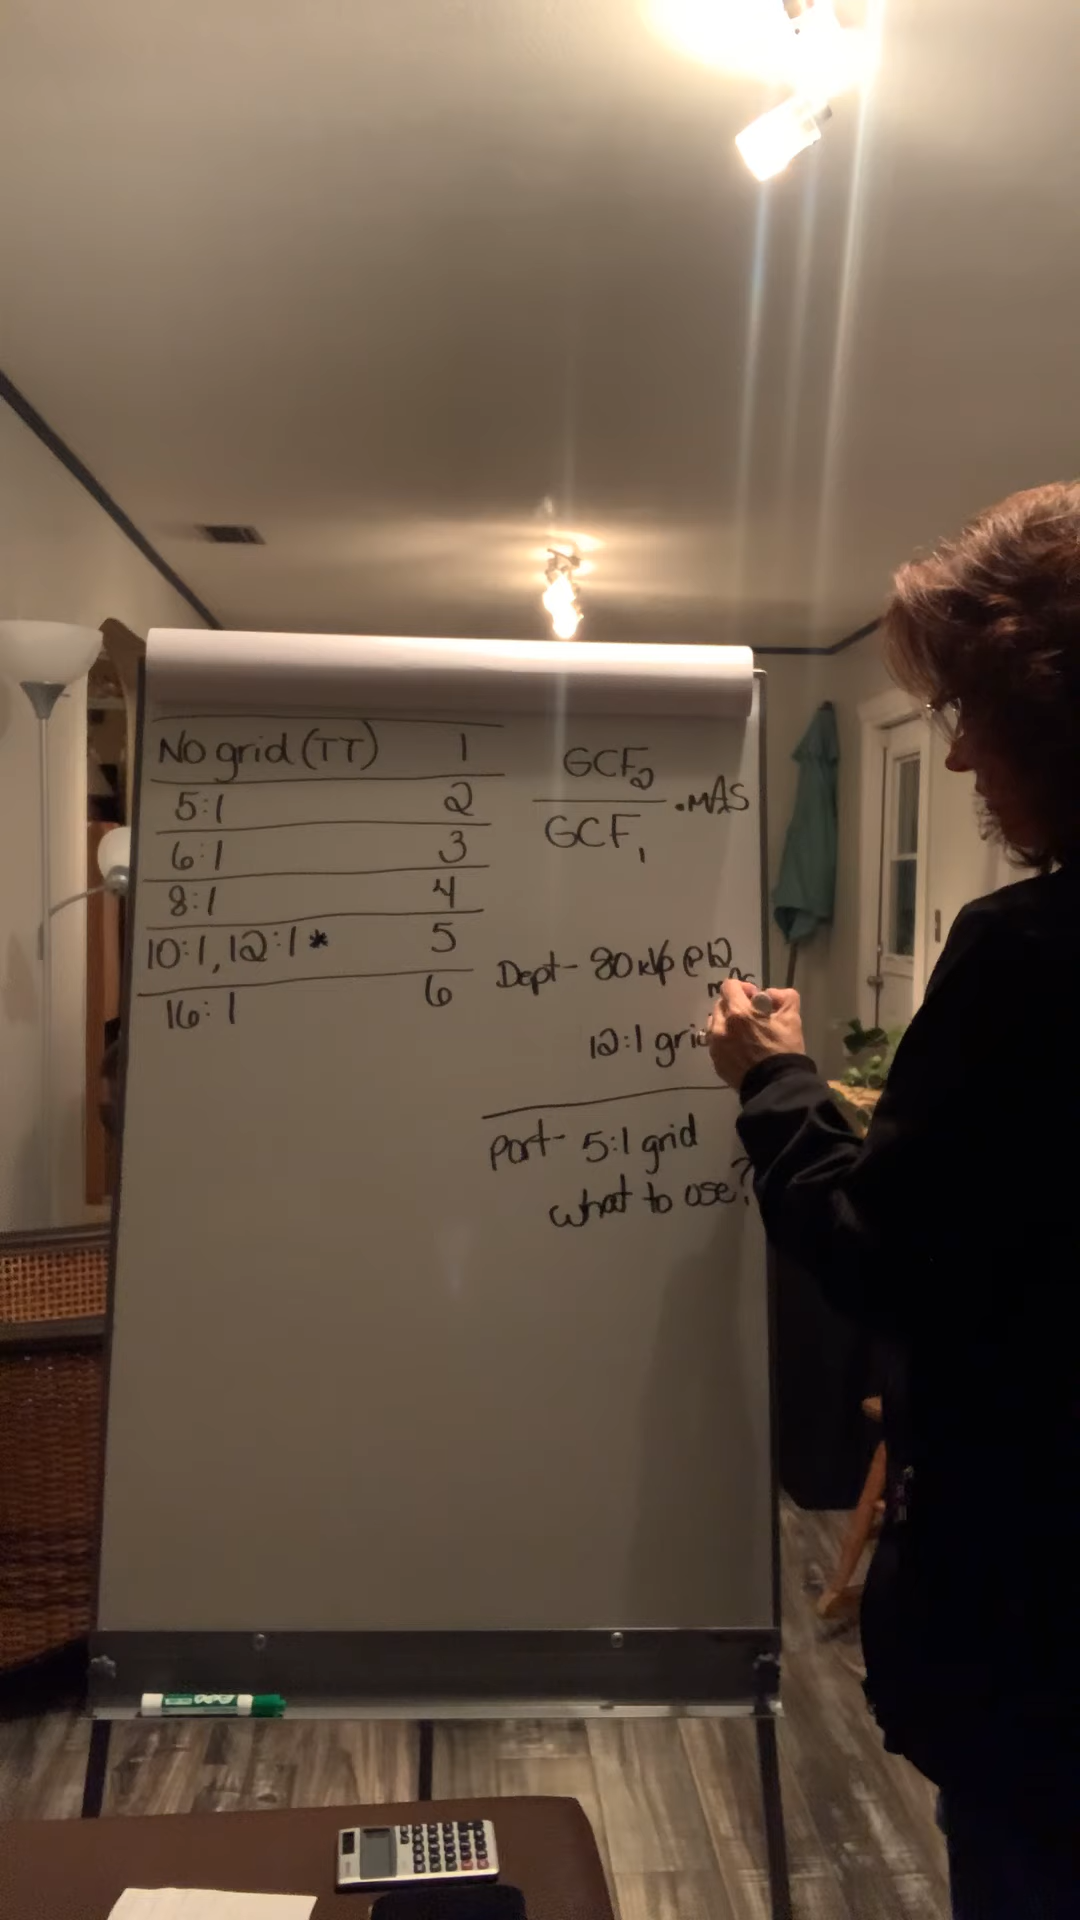 No grid (TT) 1
5:1 2
6:1 3
8:1 4
10:1, 12:1 * 5
16:1 6
GCF2
GCF1
.MAS
Dept- 80 kVp @ 12
12:1 grid
Port- 5:1 grid
what to use?
EXPO